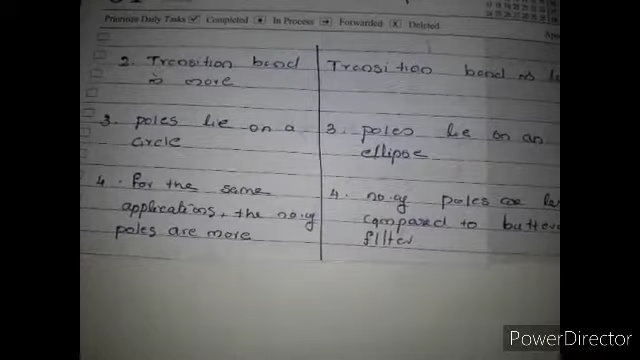 Prioritize Daily Tasks Completed In Process Forwarded Deleted
2. Transition band
is more
3. poles lie on a
circle
4. for the same
applications, the no. of
poles are more
Transition band is
3. poles lie on an
ellipse
4. no. of poles are
compared to
filter
PowerDirector